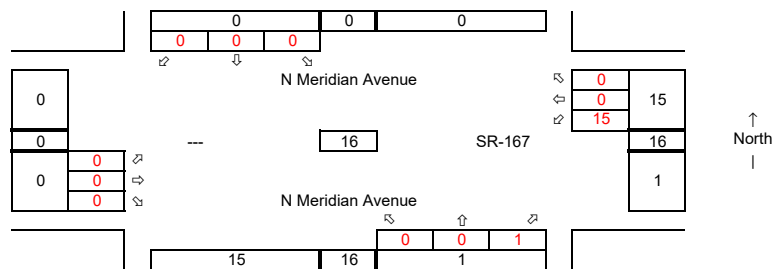 0 0 0
0 0 0
⬃ ⇩ ⬂
N Meridian Avenue
⬁ 0
0 ⇦ 0 15
⬃ 15 ↑
0 --- 16 SR-167 16 North
0 ⬀ |
0 0 ⇨ 1
0 ⬂
N Meridian Avenue
⬁ ⇧ ⬀
0 0 1
15 16 1